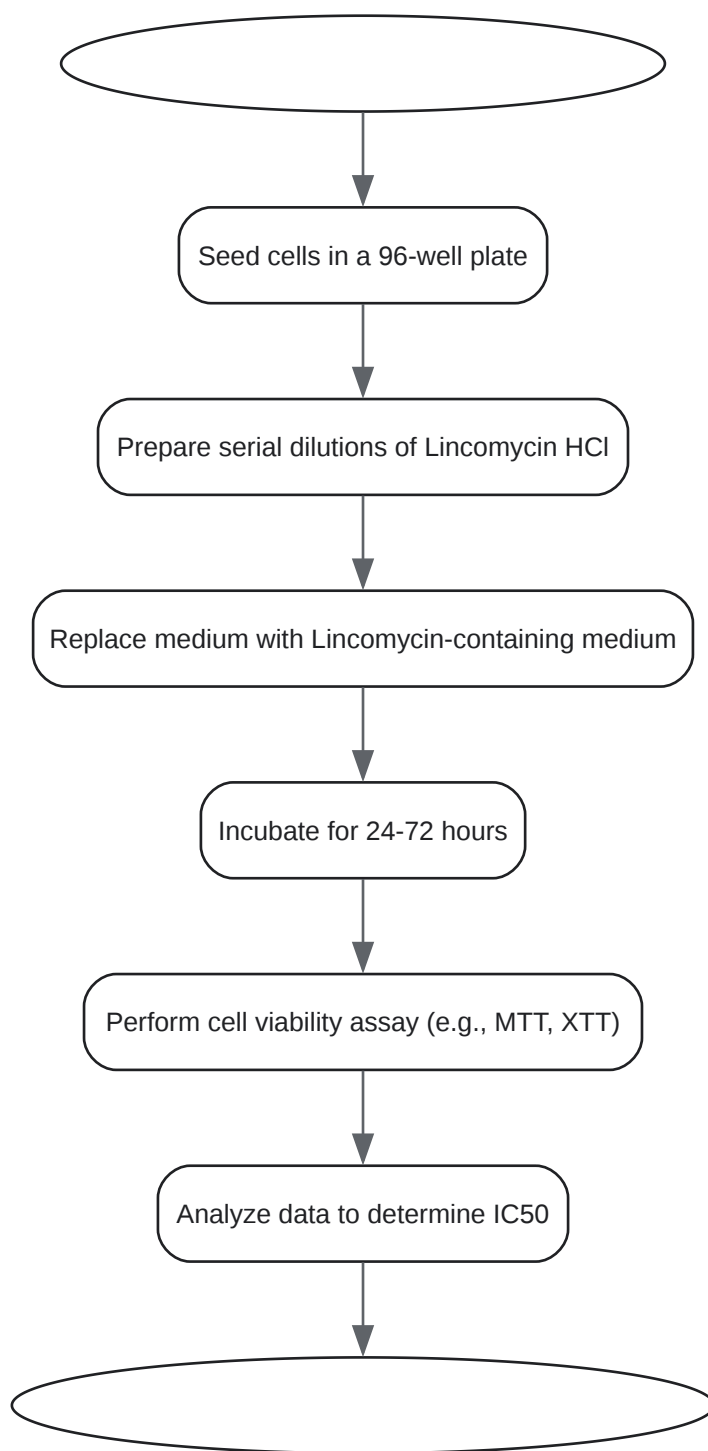 Seed cells in a 96-well plate
Prepare serial dilutions of Lincomycin HCl
Replace medium with Lincomycin-containing medium
Incubate for 24-72 hours
Perform cell viability assay (e.g., MTT, XTT)
Analyze data to determine IC50